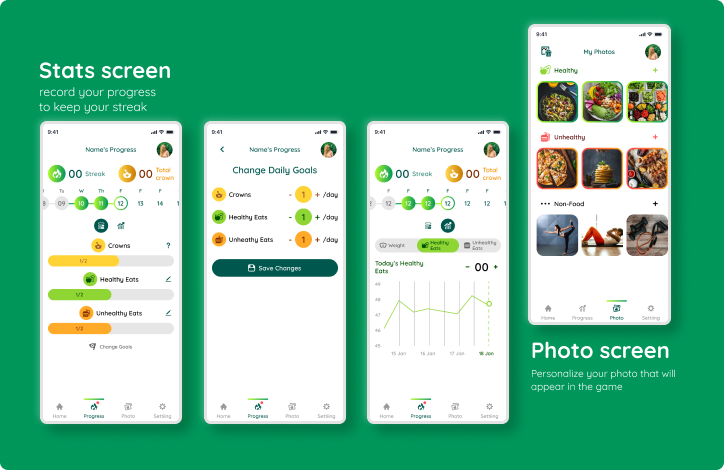 Stats screen
record your progress
to keep your streak
9:41
Name's Progress
00 Streak
00 Total crown
Tu W T F F F
8 09 10 11 12 13 14 1
Crowns ?
1/2
Healthy Eats
1/2
Unhealthy Eats
1/2
Change Goals
Home Progress Photo Setting
9:41
Name's Progress
Change Daily Goals
Crowns - 1 + /day
Healthy Eats - 1 + /day
Unheathy Eats - 1 + /day
Save Changes
Home Progress Photo Setting
9:41
Name's Progress
00 Streak
00 Total crown
12 12 12 12 12 12 1
Weight
Healthy Eats
Unhealthy Eats
Today's Healthy
Eats
- 00 +
49
48
47
46
45
15 Jan 16 Jan 17 Jan 18 Jan
Home Progress Photo Setting
9:41
My Photos
Healthy +
Unhealthy +
Non-Food +
Home Progress Photo Setting
Photo screen
Personalize your photo that will
appear in the game